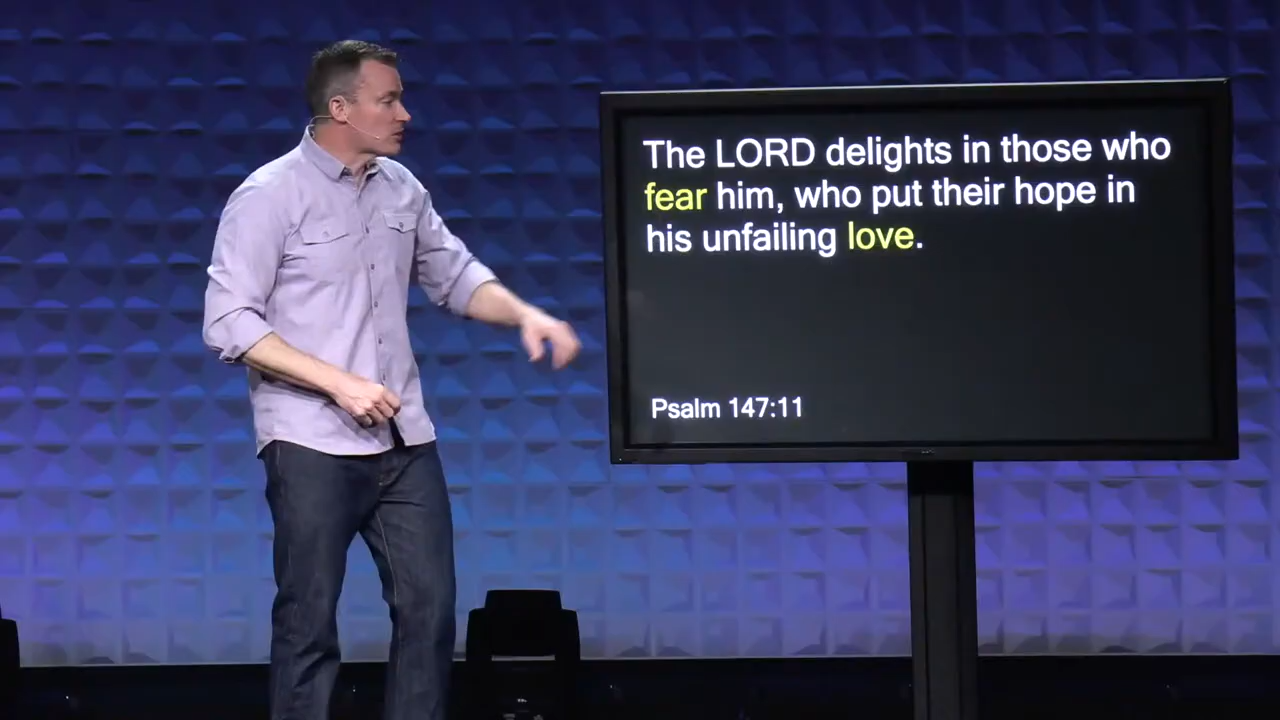 The LORD delights in those who
fear him, who put their hope in
his unfailing love.
Psalm 147:11